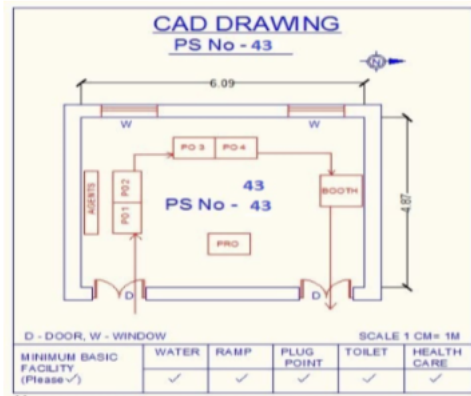 CAD DRAWING
PS No - 43
N
6.09
W W
PO 3 PO 4
AGENTS
PO 2
PO 1
43
PS No - 43
BOOTH
4.87
PRO
D D
D - DOOR, W - WINDOW SCALE 1 CM= 1M
MINIMUM BASIC FACILITY (Please ✓) WATER RAMP PLUG POINT TOILET HEALTH CARE
✓ ✓ ✓ ✓ ✓